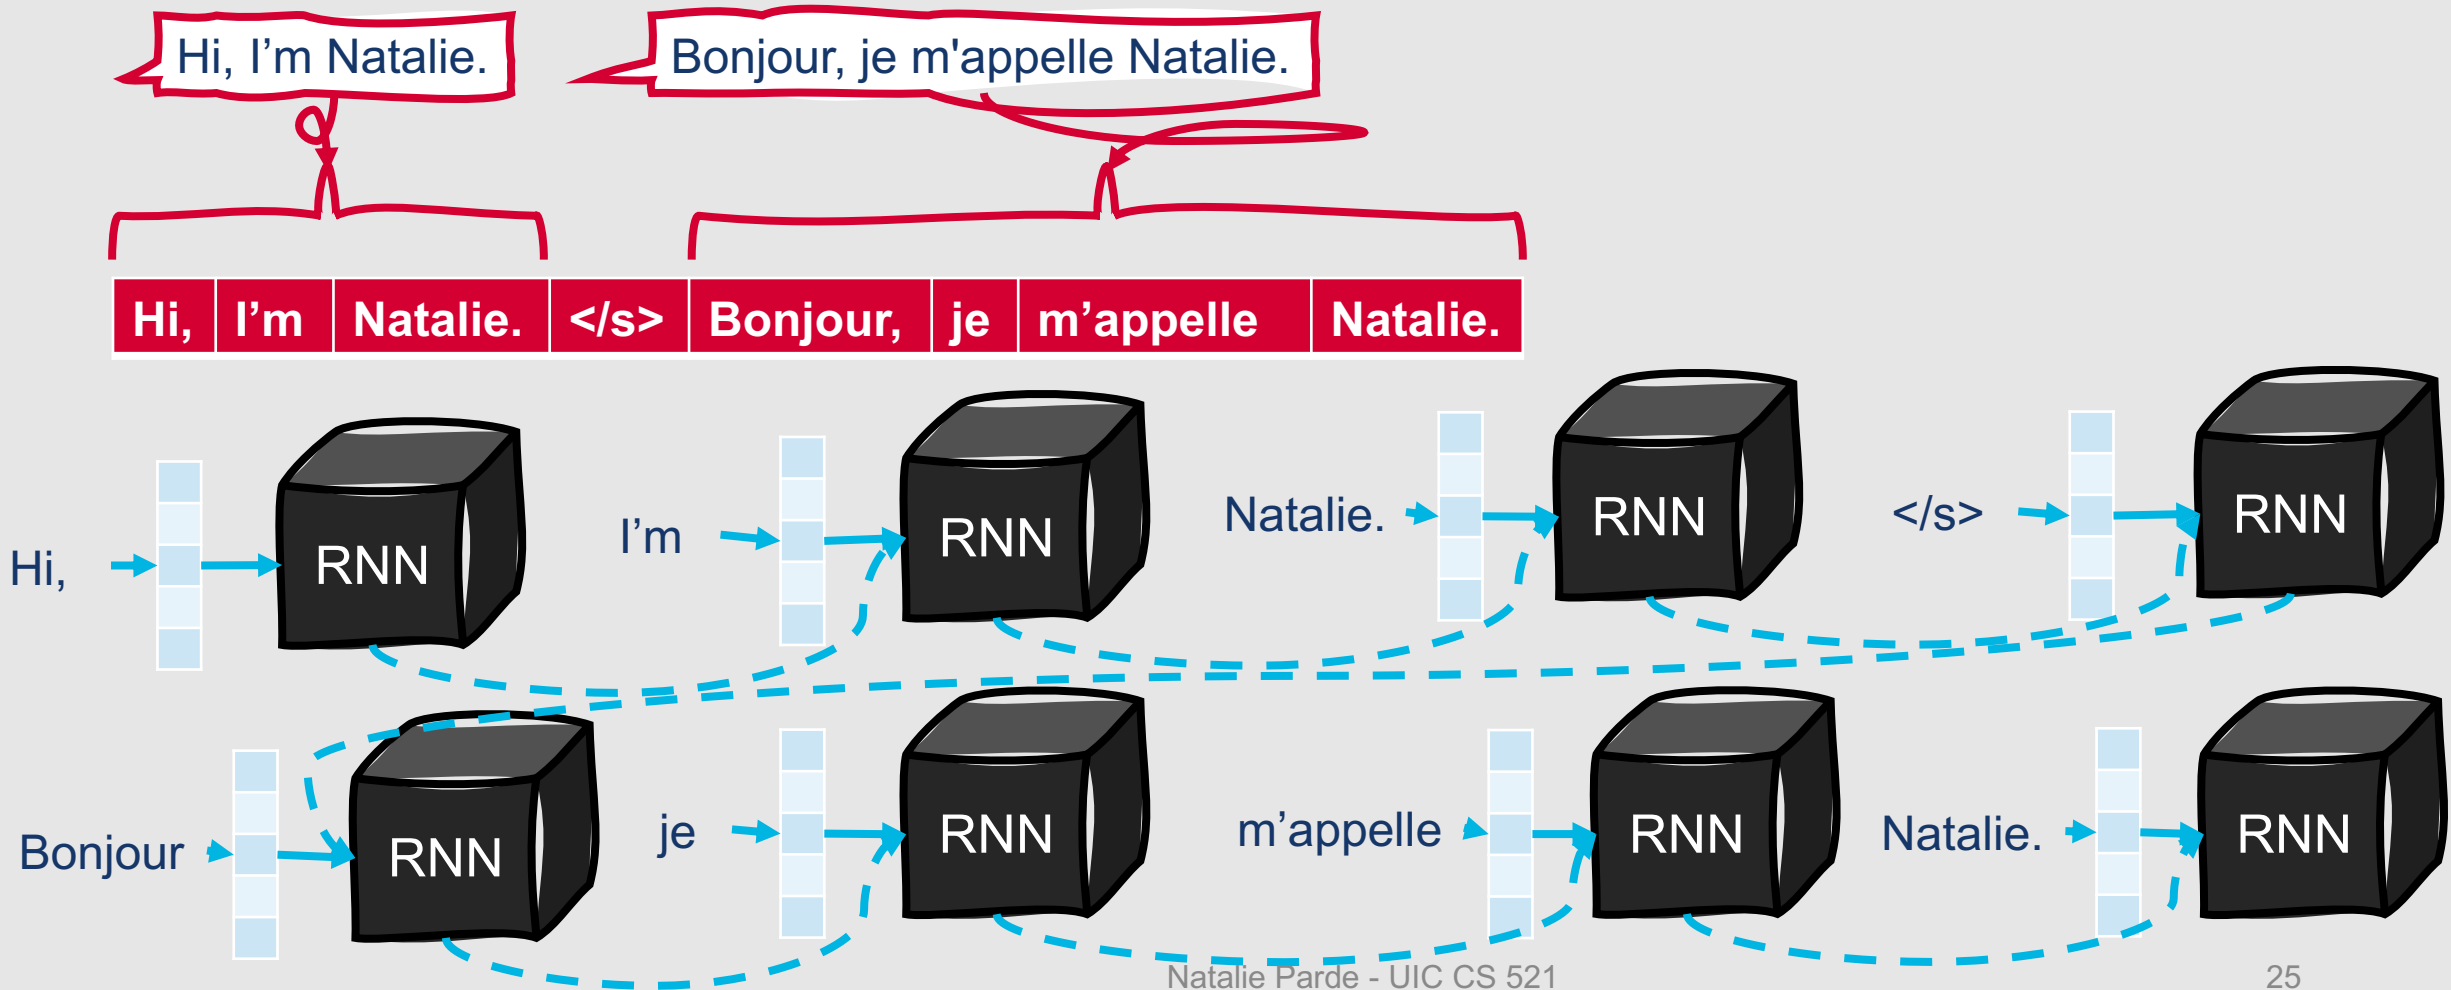 Hi, I’m Natalie.
Bonjour, je m'appelle Natalie.
Hi, I’m Natalie. </s> Bonjour, je m’appelle Natalie.
Hi, RNN I’m RNN Natalie. RNN </s> RNN
Bonjour RNN je RNN m’appelle RNN Natalie. RNN
Natalie Parde - UIC CS 521 25